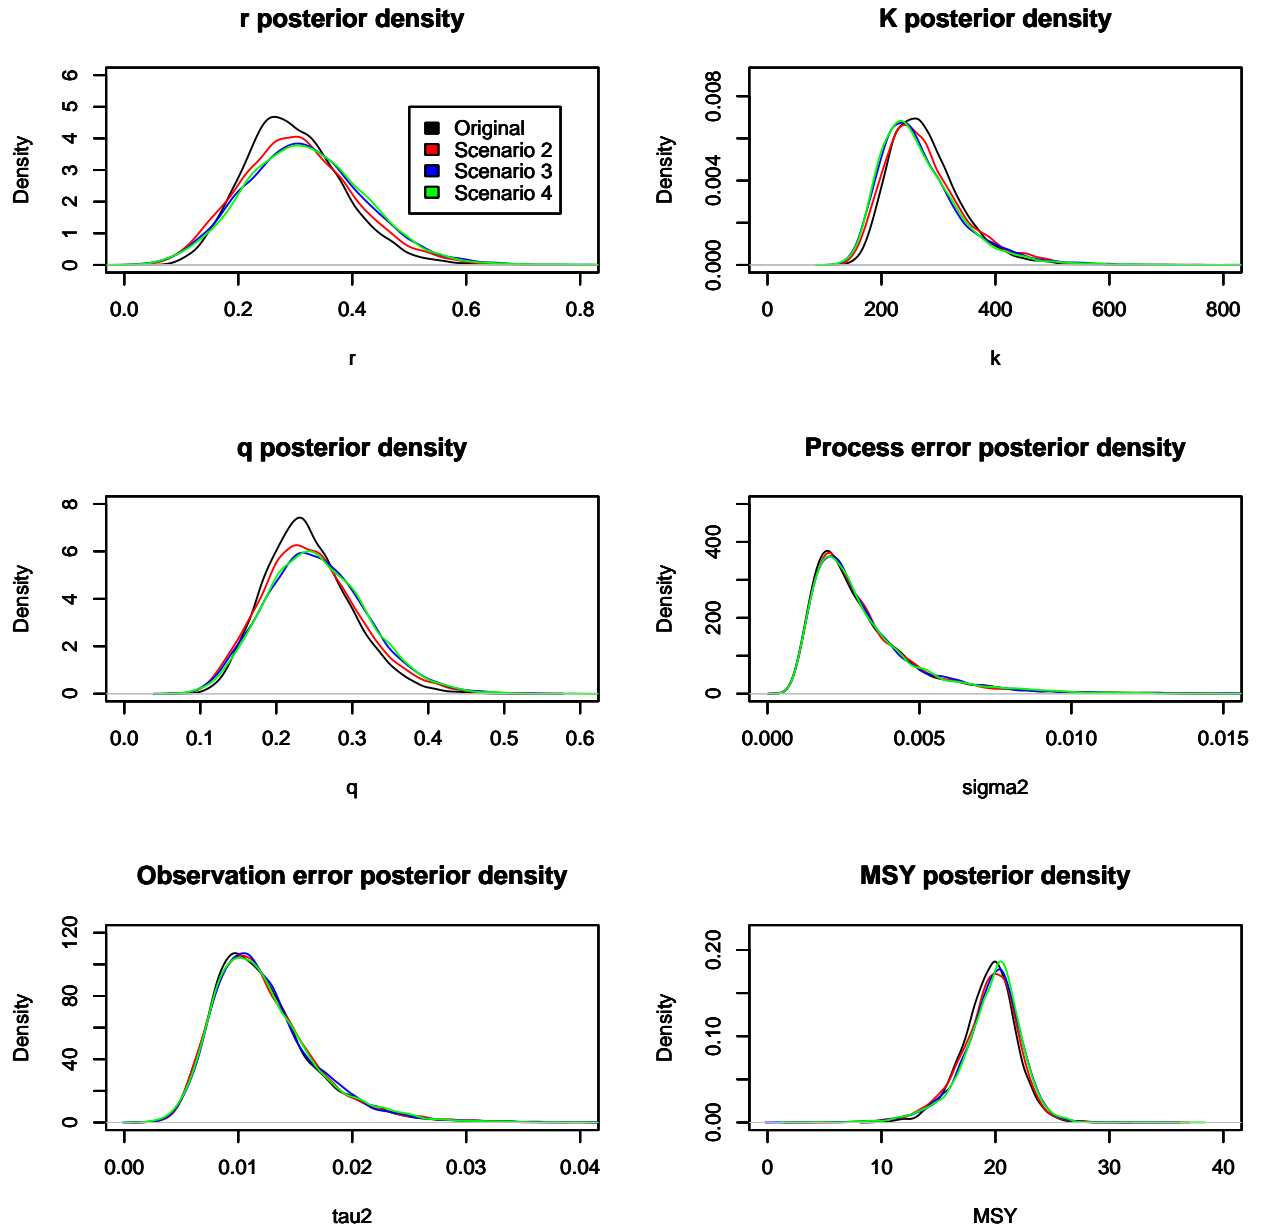 r posterior density
Density
0
1
2
3
4
5
6
Original
Scenario 2
Scenario 3
Scenario 4
0.0 0.2 0.4 0.6 0.8
r
K posterior density
Density
0.000
0.004
0.008
0 200 400 600 800
k
q posterior density
Density
0
2
4
6
8
0.0 0.1 0.2 0.3 0.4 0.5 0.6
q
Process error posterior density
Density
0
200
400
0.000 0.005 0.010 0.015
sigma2
Observation error posterior density
Density
0
40
80
120
0.00 0.01 0.02 0.03 0.04
tau2
MSY posterior density
Density
0.00
0.10
0.20
0 10 20 30 40
MSY